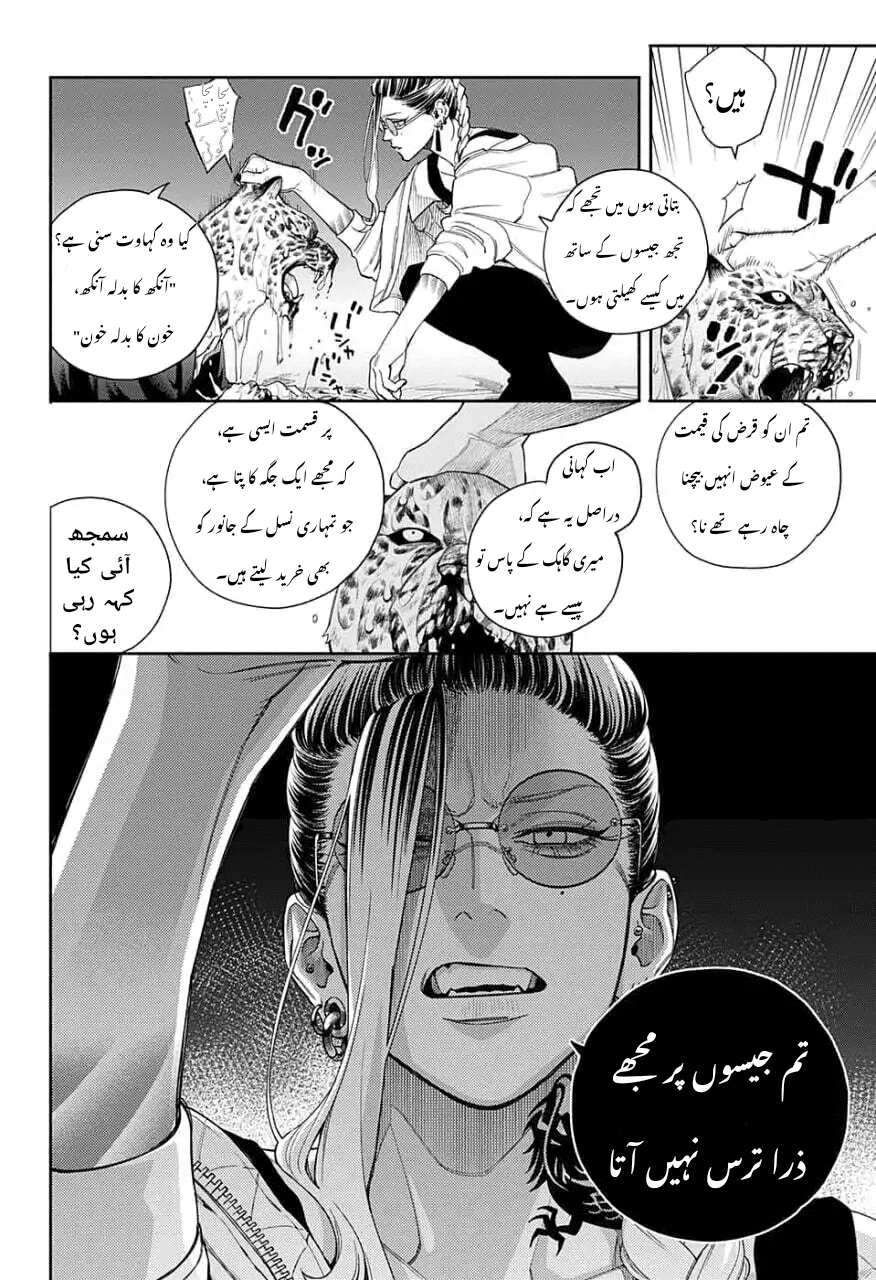 ہیں؟
بتاتی ہوں میں تجھے کہ
تجھ جیسوں کے ساتھ
میں کیسے کھیلتی ہوں۔
کیا وہ کہاوت سنی ہے؟
"آنکھ کا بدلہ آنکھ،
خون کا بدلہ خون"
تم ان کو قرض کی قیمت
کے عیوض انہیں بیچنا
چاہ رہے تھے نا؟
اب کہانی
دراصل یہ ہے کہ،
میری گاہک کے پاس تو
پیسے ہے نہیں۔
پر قسمت ایسی ہے،
کہ مجھے ایک جگہ کا پتا ہے،
جو تمہاری نسل کے جانور کو
بھی خرید لیتے ہیں۔
سمجھ
آئی کیا
کہہ رہی
ہوں؟
تم جیسوں پر مجھے
ذرا ترس نہیں آتا